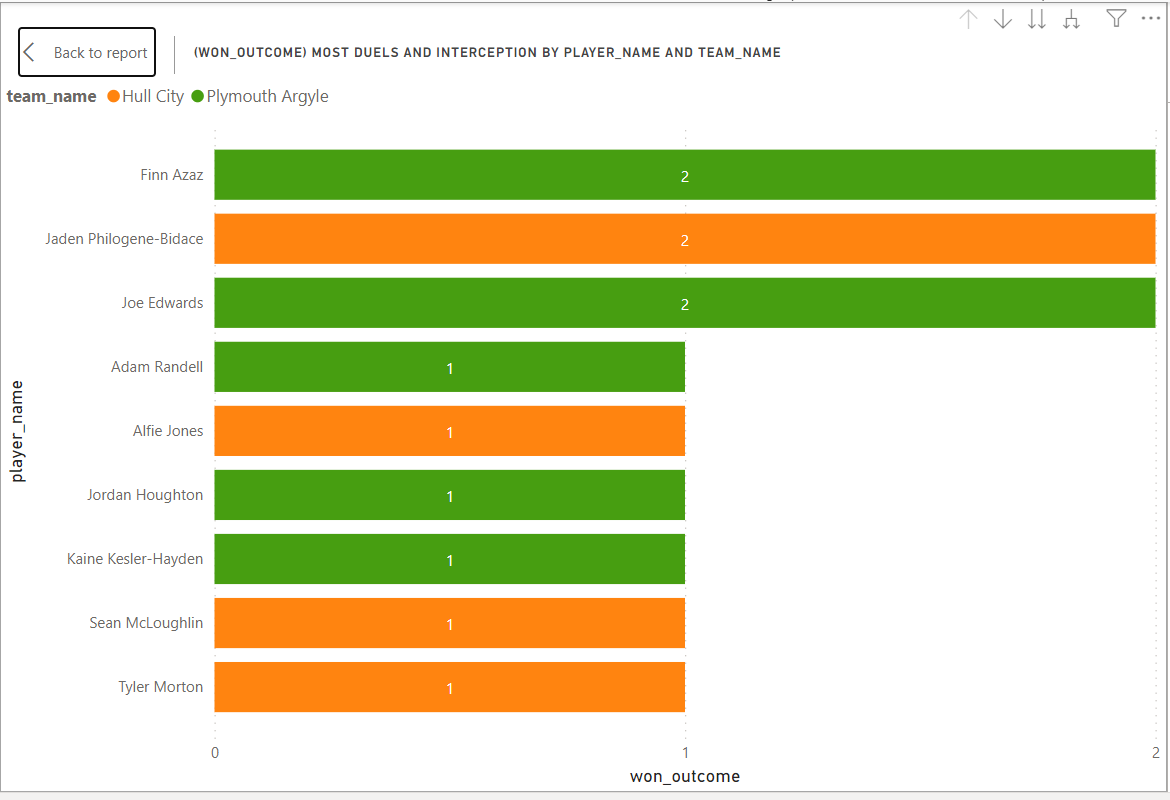 Back to report
(WON_OUTCOME) MOST DUELS AND INTERCEPTION BY PLAYER_NAME AND TEAM_NAME
team_name Hull City Plymouth Argyle
player_name
Finn Azaz 2
Jaden Philogene-Bidace 2
Joe Edwards 2
Adam Randell 1
Alfie Jones 1
Jordan Houghton 1
Kaine Kesler-Hayden 1
Sean McLoughlin 1
Tyler Morton 1
0 1 2
won_outcome